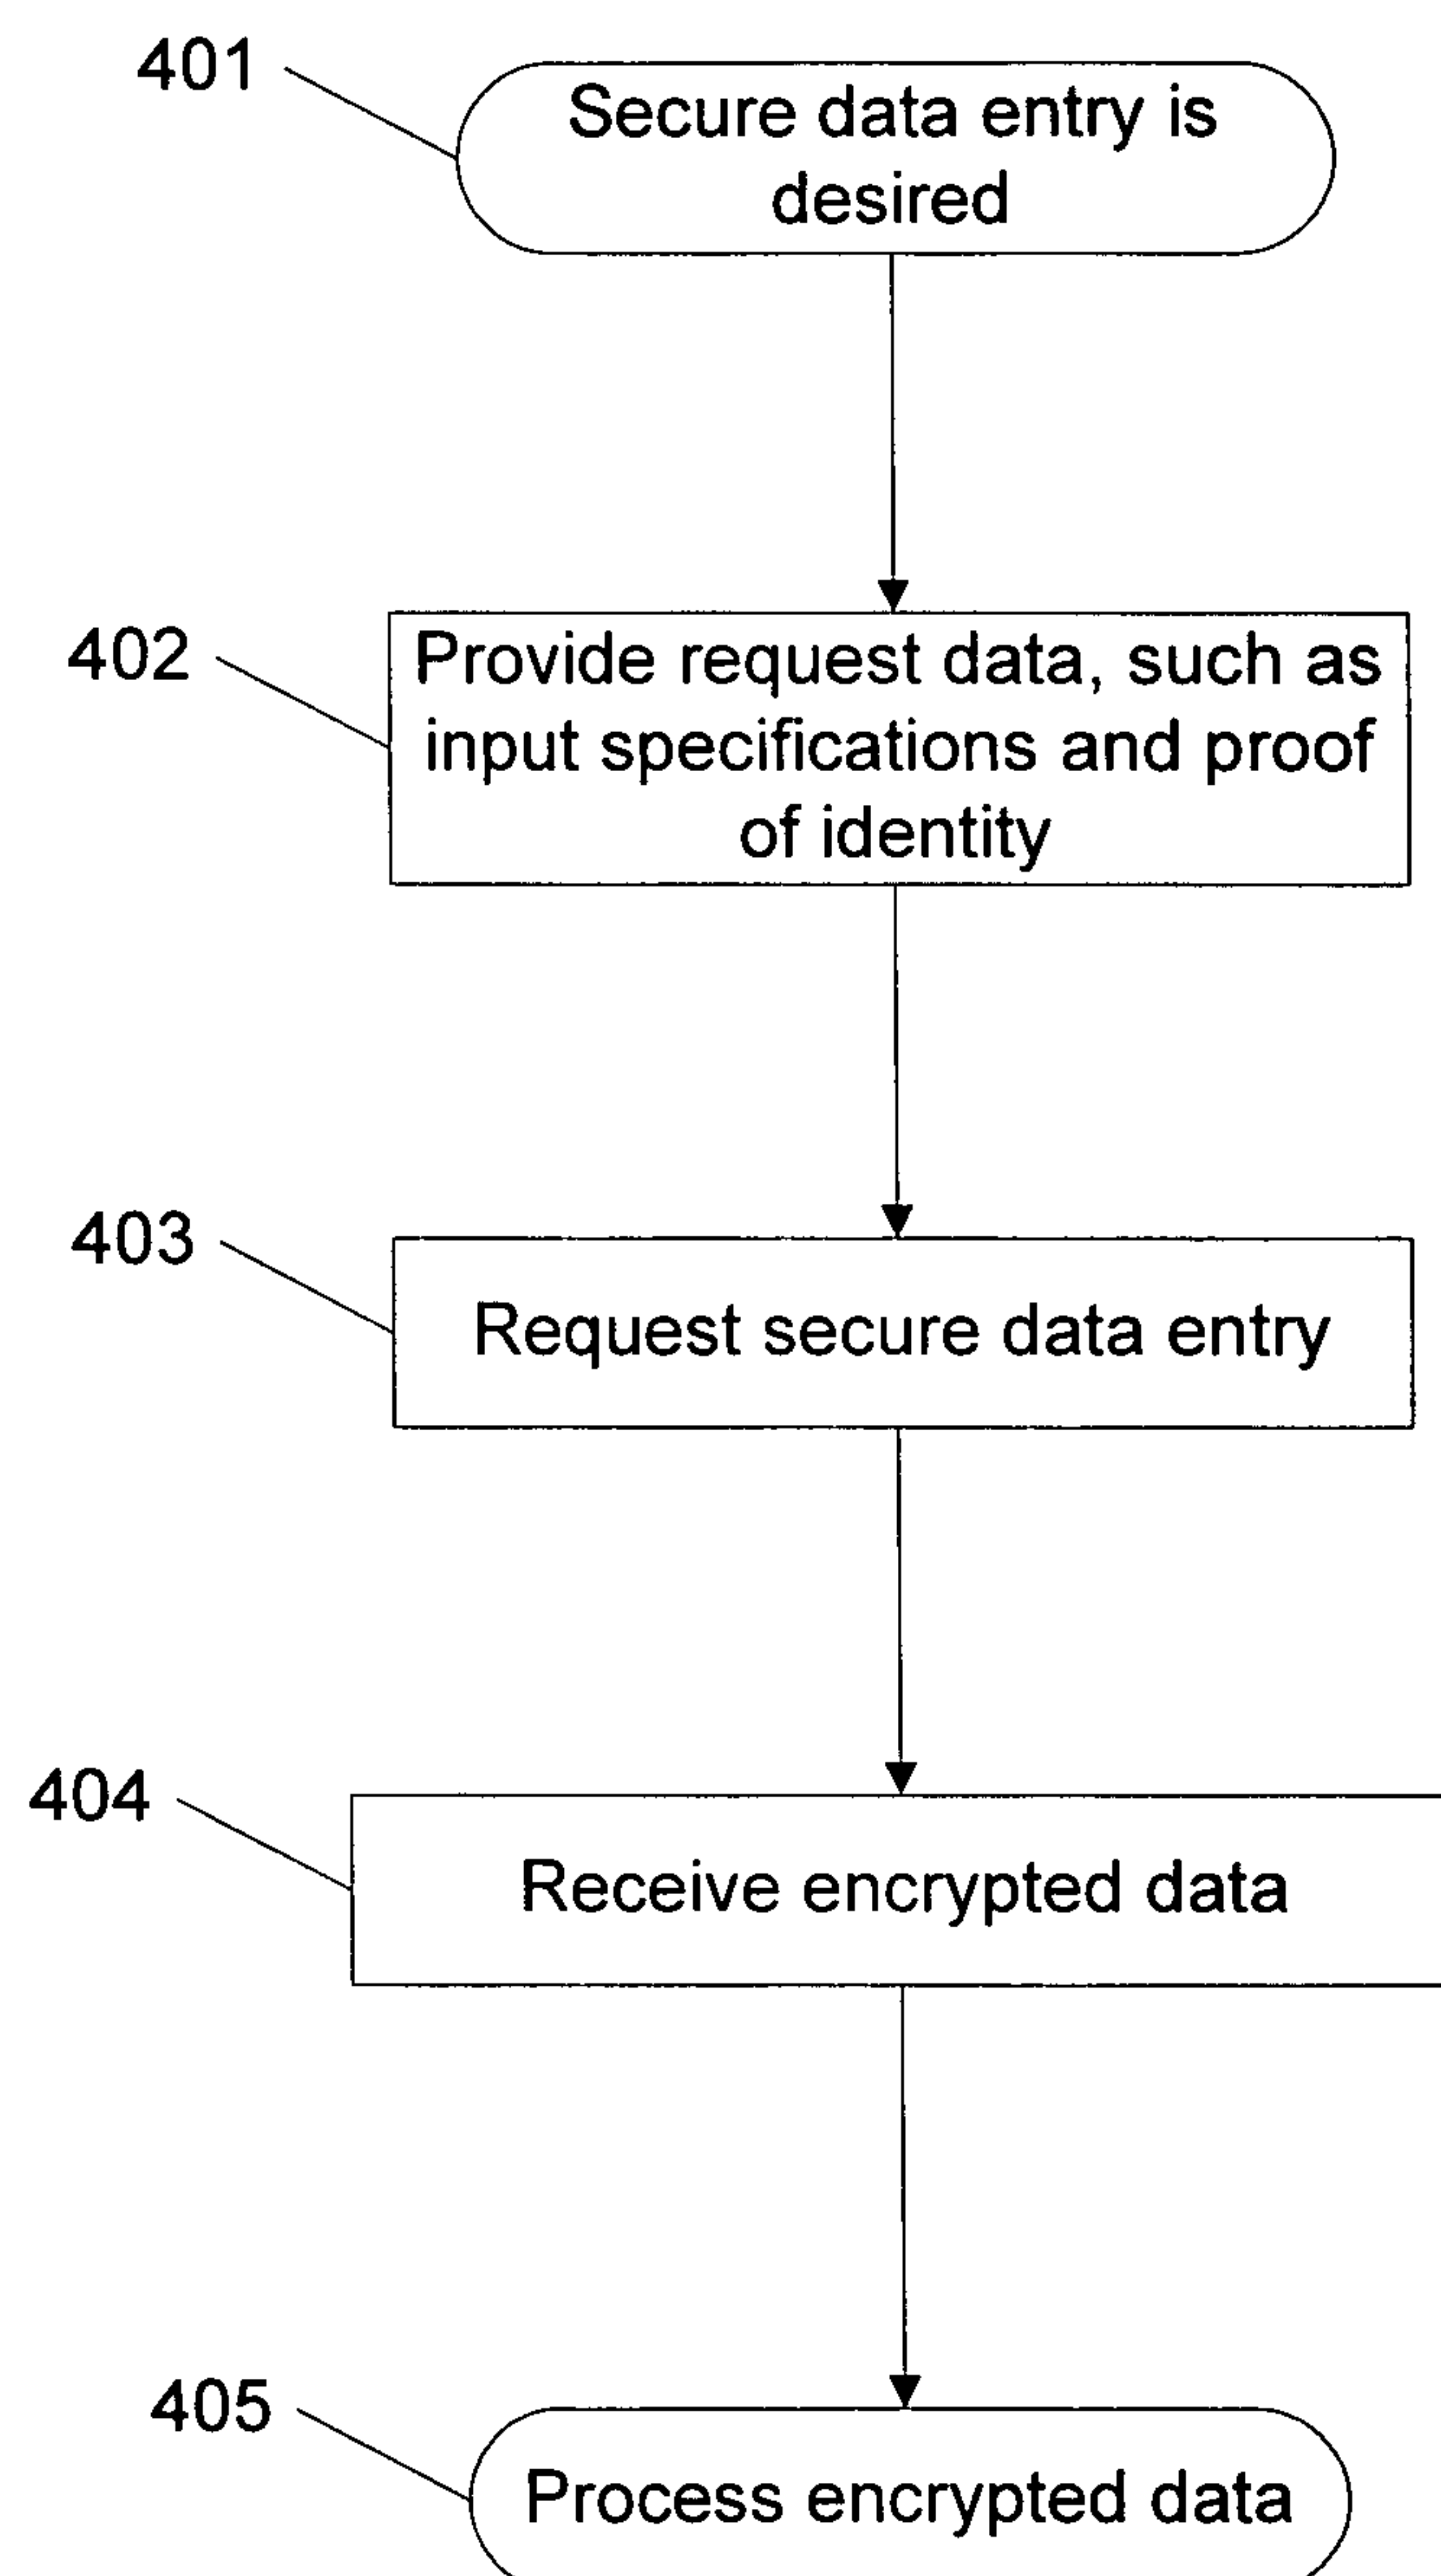 401
Secure data entry is
desired
402
Provide request data, such as
input specifications and proof
of identity
403
Request secure data entry
404
Receive encrypted data
405
Process encrypted data